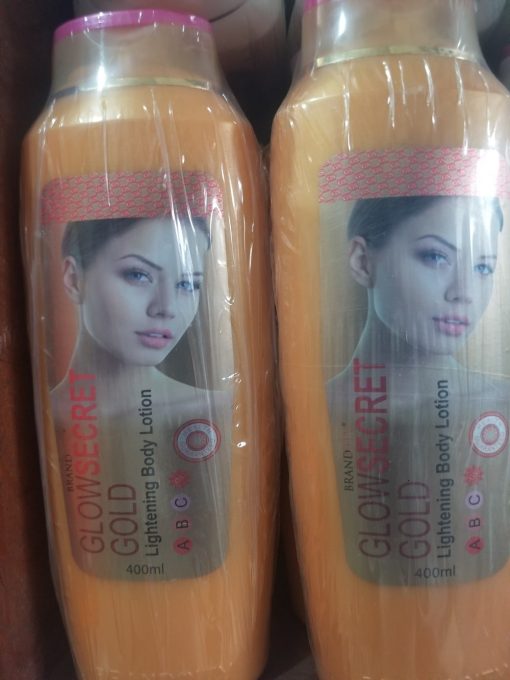 BRAND
GLOWSECRET
GOLD
Lightening Body Lotion
A B C
400ml
BRAND
GLOWSECRET
GOLD
Lightening Body Lotion
A B C
400ml